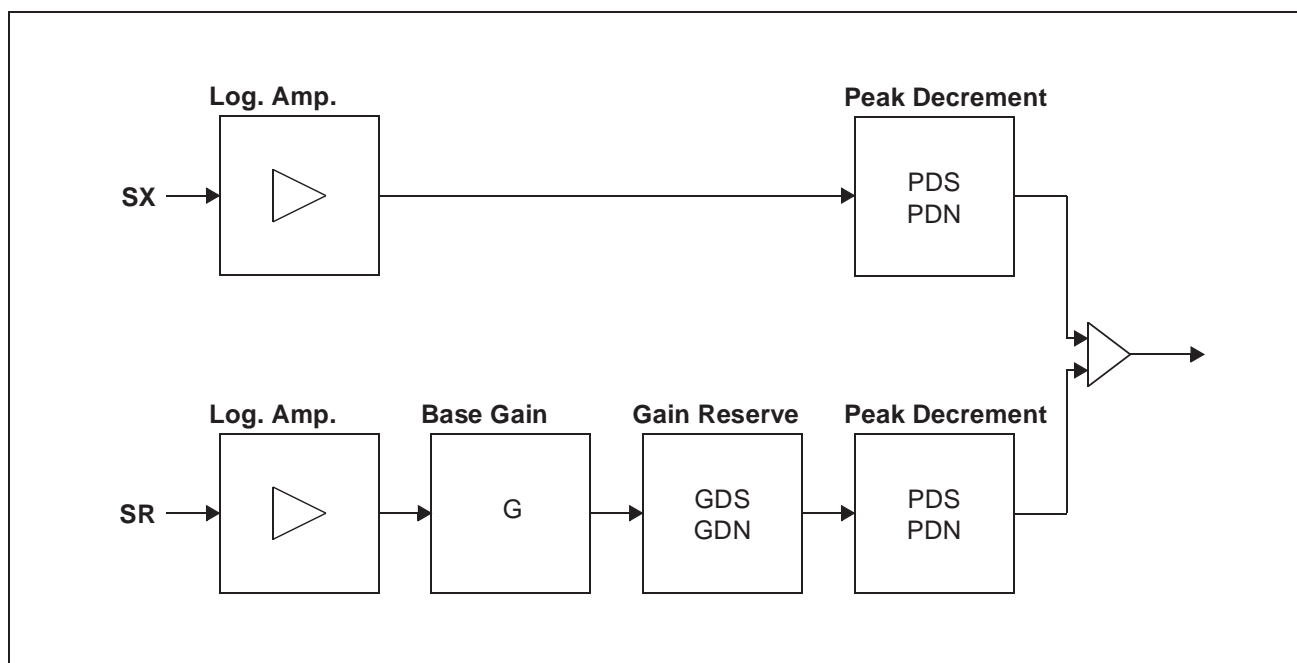 Log. Amp.
Peak Decrement
SX
PDS
PDN
Log. Amp.
Base Gain
Gain Reserve
Peak Decrement
SR
G
GDS
GDN
PDS
PDN